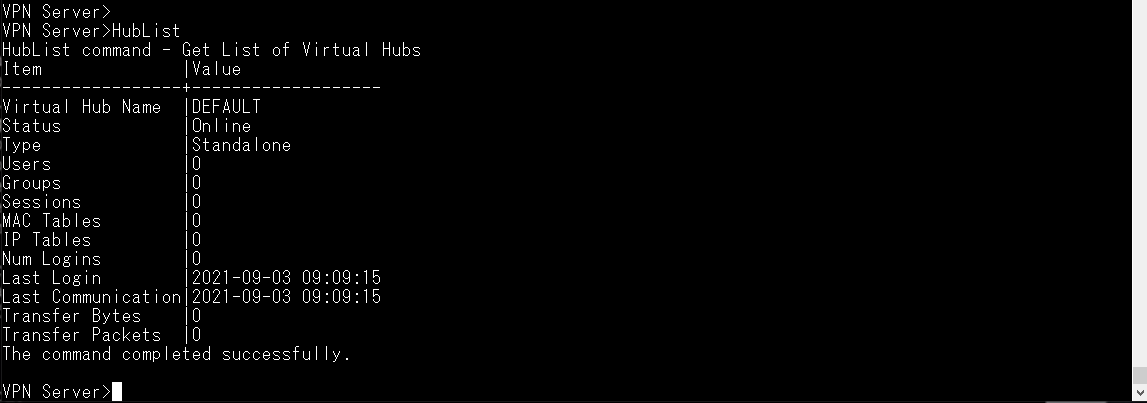 VPN Server>
VPN Server>HubList
HubList command - Get List of Virtual Hubs
Item              |Value
------------------+-------------------
Virtual Hub Name  |DEFAULT
Status            |Online
Type              |Standalone
Users             |0
Groups            |0
Sessions          |0
MAC Tables        |0
IP Tables         |0
Num Logins        |0
Last Login        |2021-09-03 09:09:15
Last Communication|2021-09-03 09:09:15
Transfer Bytes    |0
Transfer Packets  |0
The command completed successfully.
VPN Server>